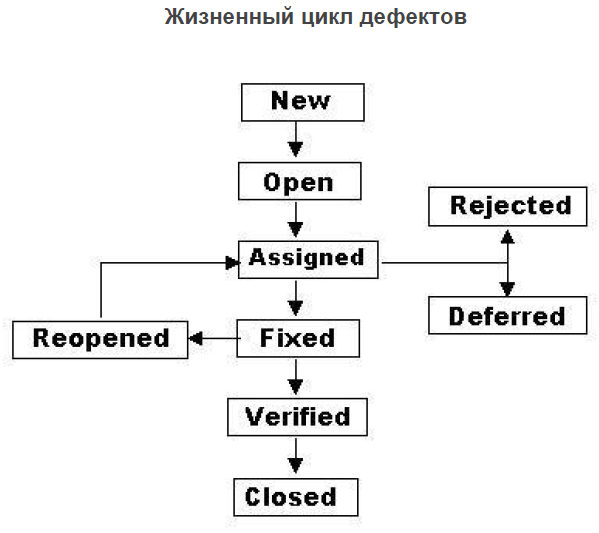 Жизненный цикл дефектов
New
Open
Rejected
Assigned
Deferred
Reopened
Fixed
Verified
Closed